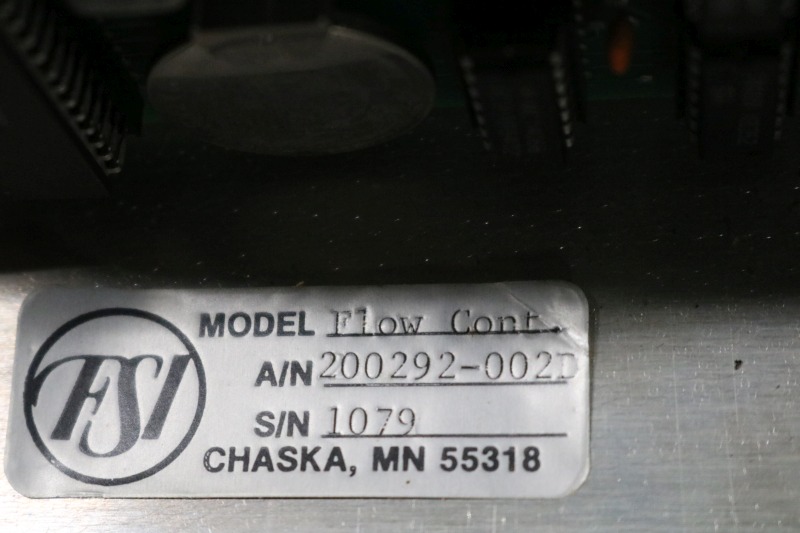 FSI
MODEL Flow Cont.
A/N 200292-002D
S/N 1079
CHASKA, MN 55318